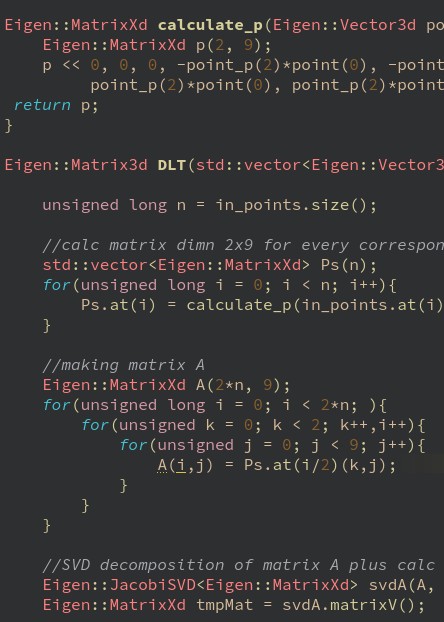 Eigen::MatrixXd calculate_p(Eigen::Vector3d po
Eigen::MatrixXd p(2, 9);
p << 0, 0, 0, -point_p(2)*point(0), -point
point_p(2)*point(0), point_p(2)*point
return p;
}
Eigen::Matrix3d DLT(std::vector<Eigen::Vector3
unsigned long n = in_points.size();
//calc matrix dimn 2x9 for every correspon
std::vector<Eigen::MatrixXd> Ps(n);
for(unsigned long i = 0; i < n; i++){
Ps.at(i) = calculate_p(in_points.at(i)
}
//making matrix A
Eigen::MatrixXd A(2*n, 9);
for(unsigned long i = 0; i < 2*n; ){
for(unsigned k = 0; k < 2; k++,i++){
for(unsigned j = 0; j < 9; j++){
A(i,j) = Ps.at(i/2)(k,j);
}
}
}
//SVD decomposition of matrix A plus calc
Eigen::JacobiSVD<Eigen::MatrixXd> svdA(A,
Eigen::MatrixXd tmpMat = svdA.matrixV();